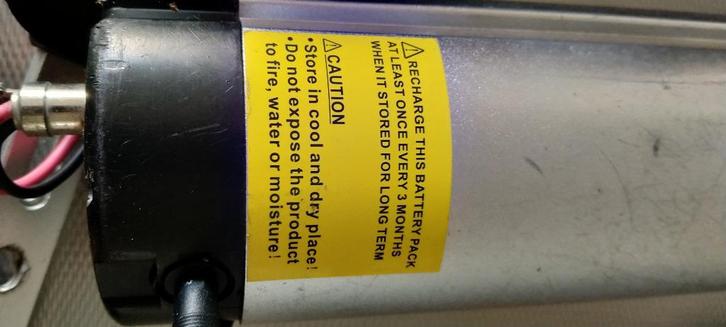 ⚠RECHARGE THIS BATTERY PACK
AT LEAST ONCE EVERY 3 MONTHS
WHEN IT STORED FOR LONG TERM
⚠CAUTION
•Store in cool and dry place!
•Do not expose the product
to fire, water or moisture!